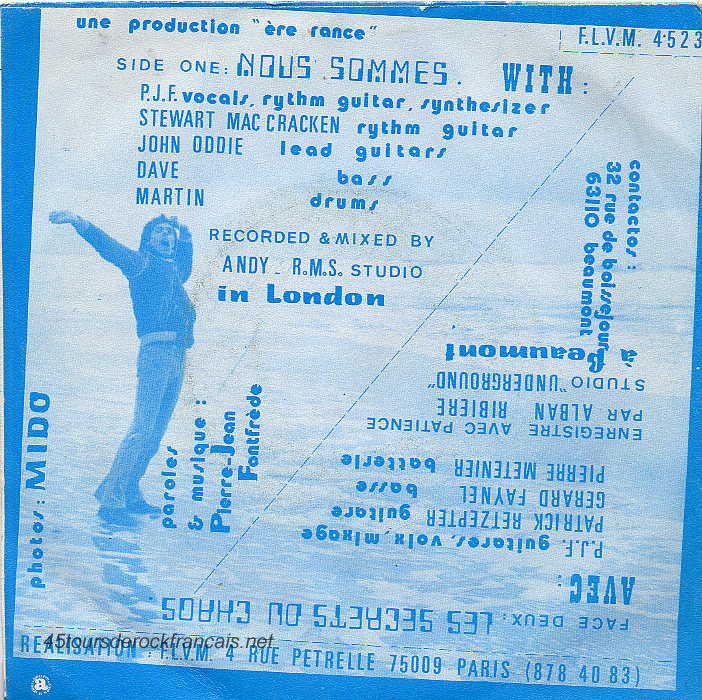 une production "ère rance"
F.L.V.M. 4523
SIDE ONE: NOUS SOMMES.
WITH:
P.J.F. vocals, rythm guitar, synthesizer
STEWART MAC CRACKEN rythm guitar
JOHN ODDIE lead guitars
DAVE bass
MARTIN drums
RECORDED & MIXED BY
ANDY - R.M.S. STUDIO
in London
contactos:
32 rue de boissejour
63110 beaumont
photos: MIDO
paroles
& musique:
Pierre-Jean
Fontfrède
FACE DEUX: LES SECRETS DU CHAOS.
AVEC:
P.J.F. guitares, voix, mixage
PATRICK RETZEPTER guitare
GERARD FAYNEL basse
PIERRE METENIER batterie
ENREGISTRE AVEC PATIENCE
PAR ALBAN RIBIERE
STUDIO "UNDERGROUND"
à Beaumont
45toursderockfrancais.net
REALISATION: F.L.V.M. 4 RUE PETRELLE 75009 PARIS (878 40 83)